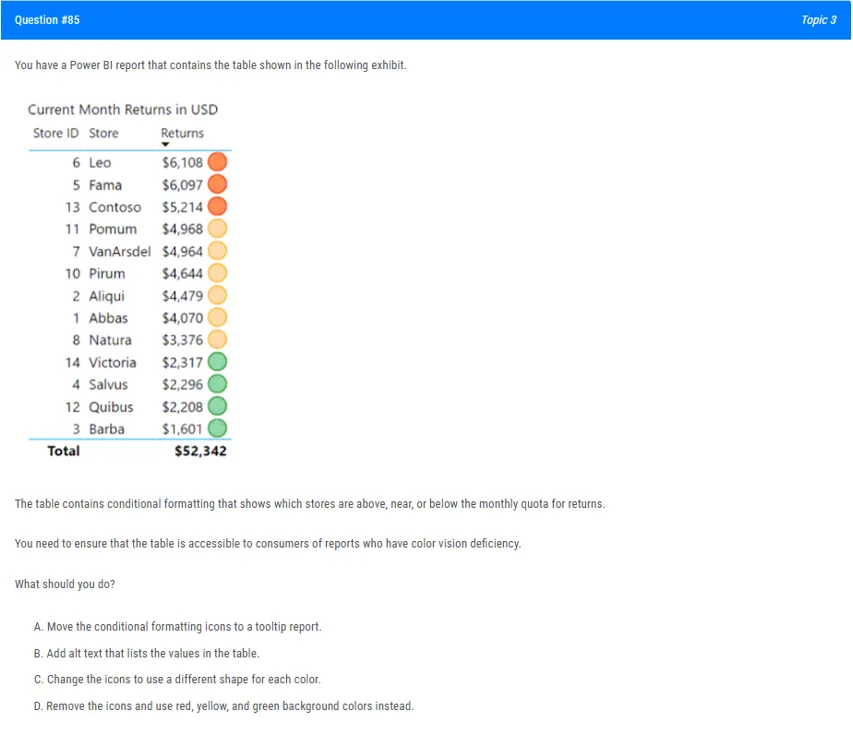 Question #85 Topic 3
You have a Power BI report that contains the table shown in the following exhibit.
Current Month Returns in USD
Store ID Store Returns
6 Leo $6,108
5 Fama $6,097
13 Contoso $5,214
11 Pomum $4,968
7 VanArsdel $4,964
10 Pirum $4,644
2 Aliqui $4,479
1 Abbas $4,070
8 Natura $3,376
14 Victoria $2,317
4 Salvus $2,296
12 Quibus $2,208
3 Barba $1,601
Total $52,342
The table contains conditional formatting that shows which stores are above, near, or below the monthly quota for returns.
You need to ensure that the table is accessible to consumers of reports who have color vision deficiency.
What should you do?
A. Move the conditional formatting icons to a tooltip report.
B. Add alt text that lists the values in the table.
C. Change the icons to use a different shape for each color.
D. Remove the icons and use red, yellow, and green background colors instead.